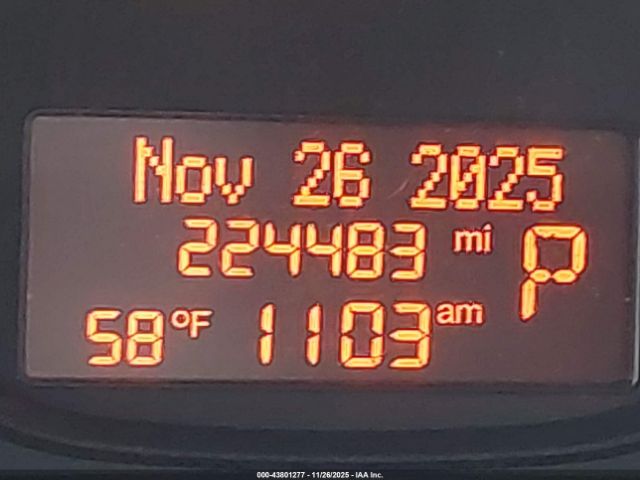 Nov 26 2025
224483 mi P
58°F 1103 am
000-43801277 - 11/26/2025 - IAA Inc.